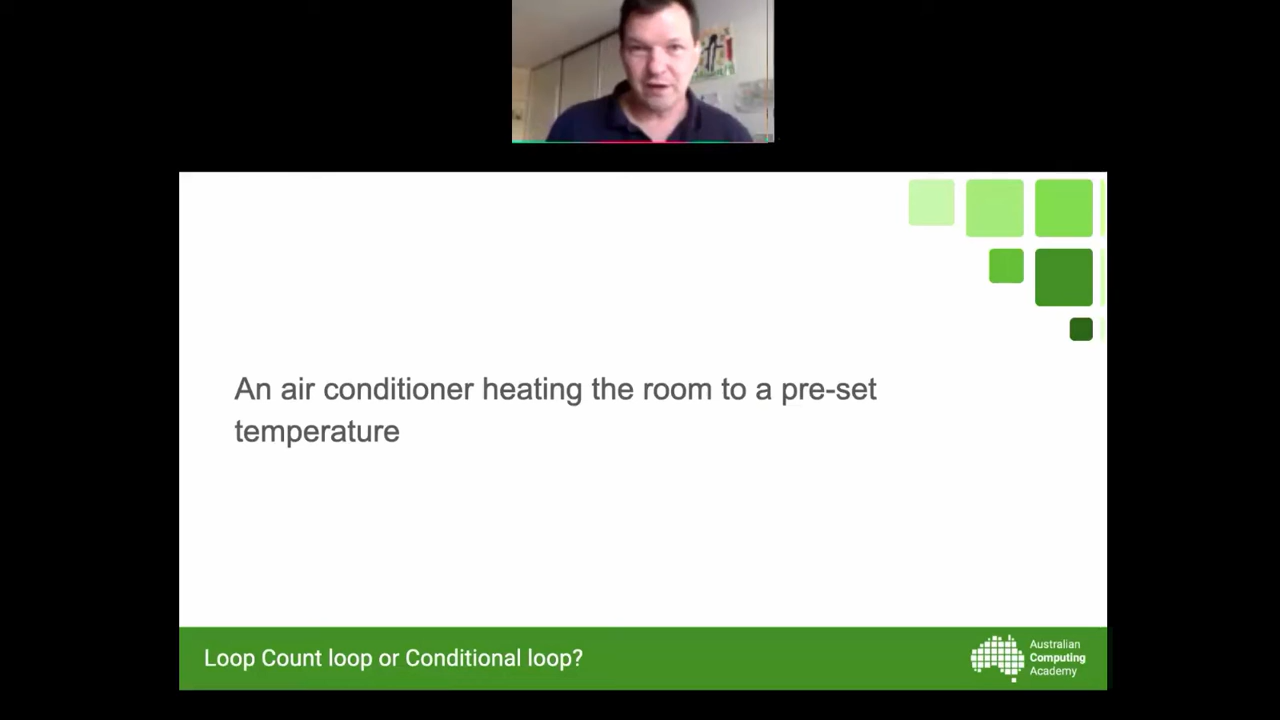 An air conditioner heating the room to a pre-set
temperature
Loop Count loop or Conditional loop?
Australian
Computing
Academy